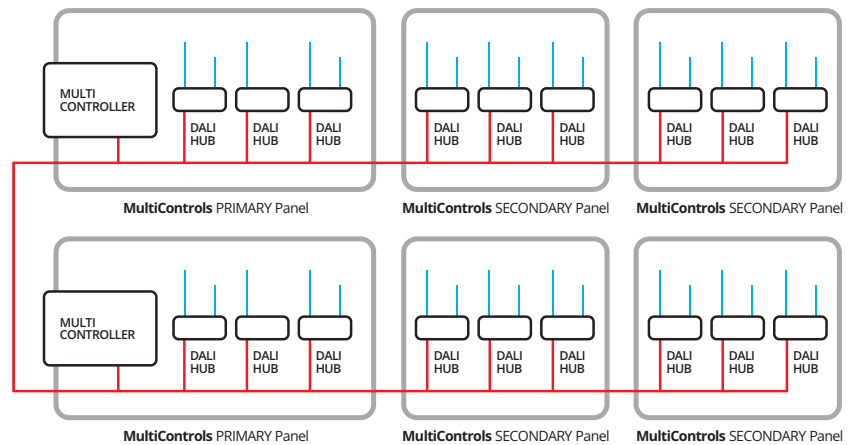 MULTI
CONTROLLER
DALI
HUB
DALI
HUB
DALI
HUB
DALI
HUB
DALI
HUB
DALI
HUB
DALI
HUB
DALI
HUB
DALI
HUB
MultiControls PRIMARY Panel
MultiControls SECONDARY Panel
MultiControls SECONDARY Panel
MULTI
CONTROLLER
DALI
HUB
DALI
HUB
DALI
HUB
DALI
HUB
DALI
HUB
DALI
HUB
DALI
HUB
DALI
HUB
DALI
HUB
MultiControls PRIMARY Panel
MultiControls SECONDARY Panel
MultiControls SECONDARY Panel